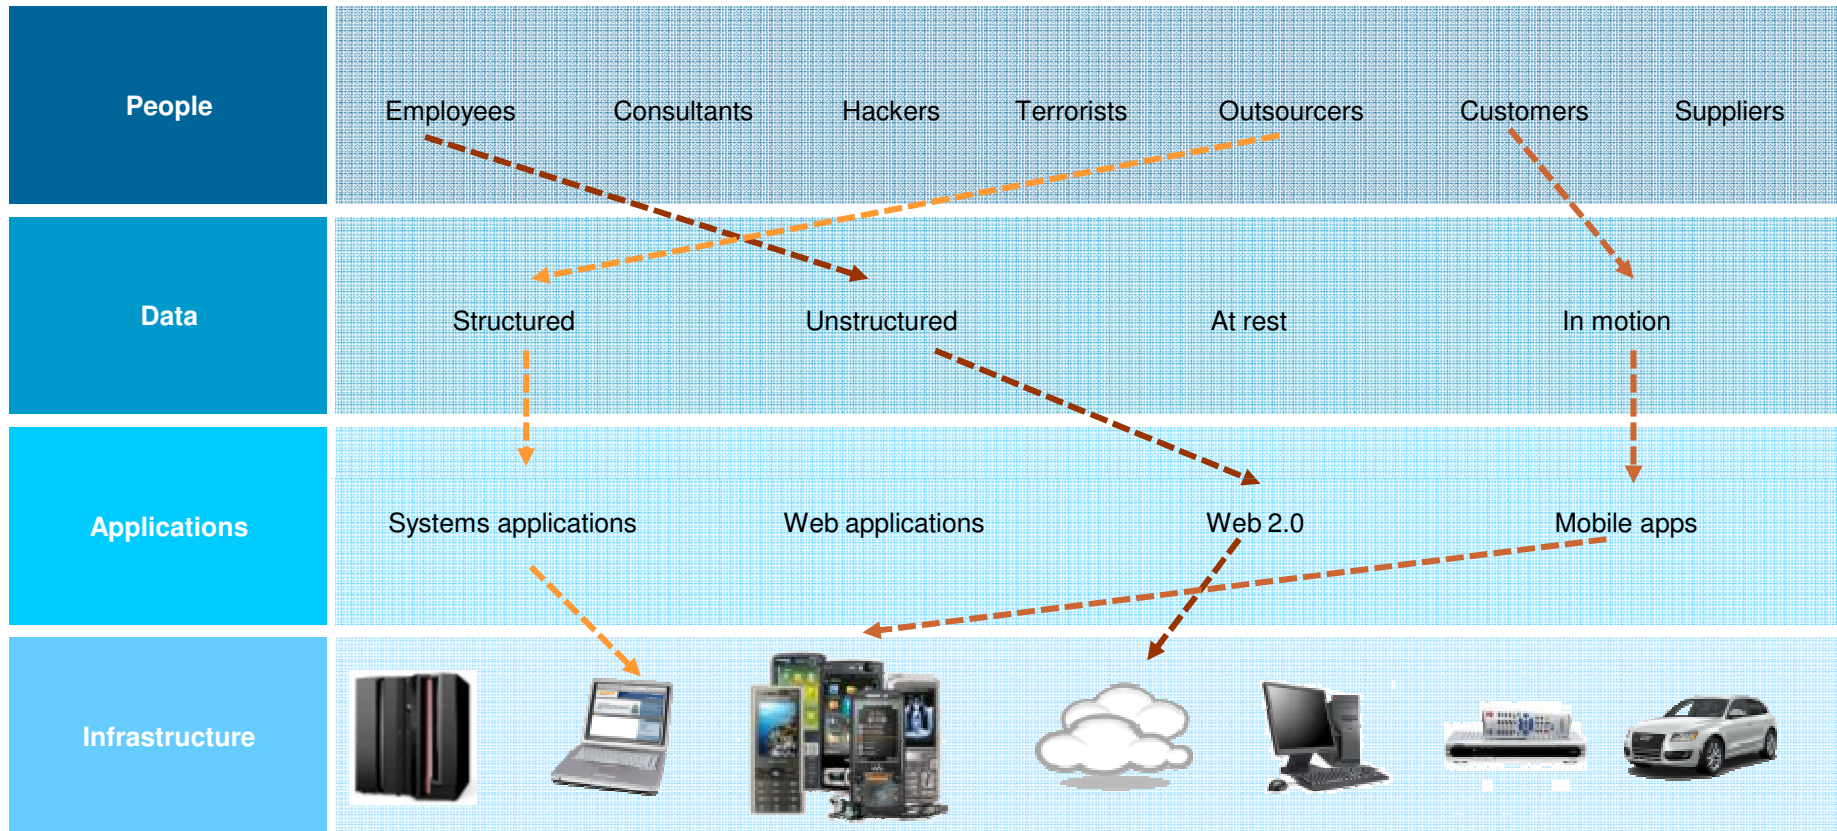 People
Employees Consultants Hackers Terrorists Outsourcers Customers Suppliers
Data
Structured Unstructured At rest In motion
Applications
Systems applications Web applications Web 2.0 Mobile apps
Infrastructure